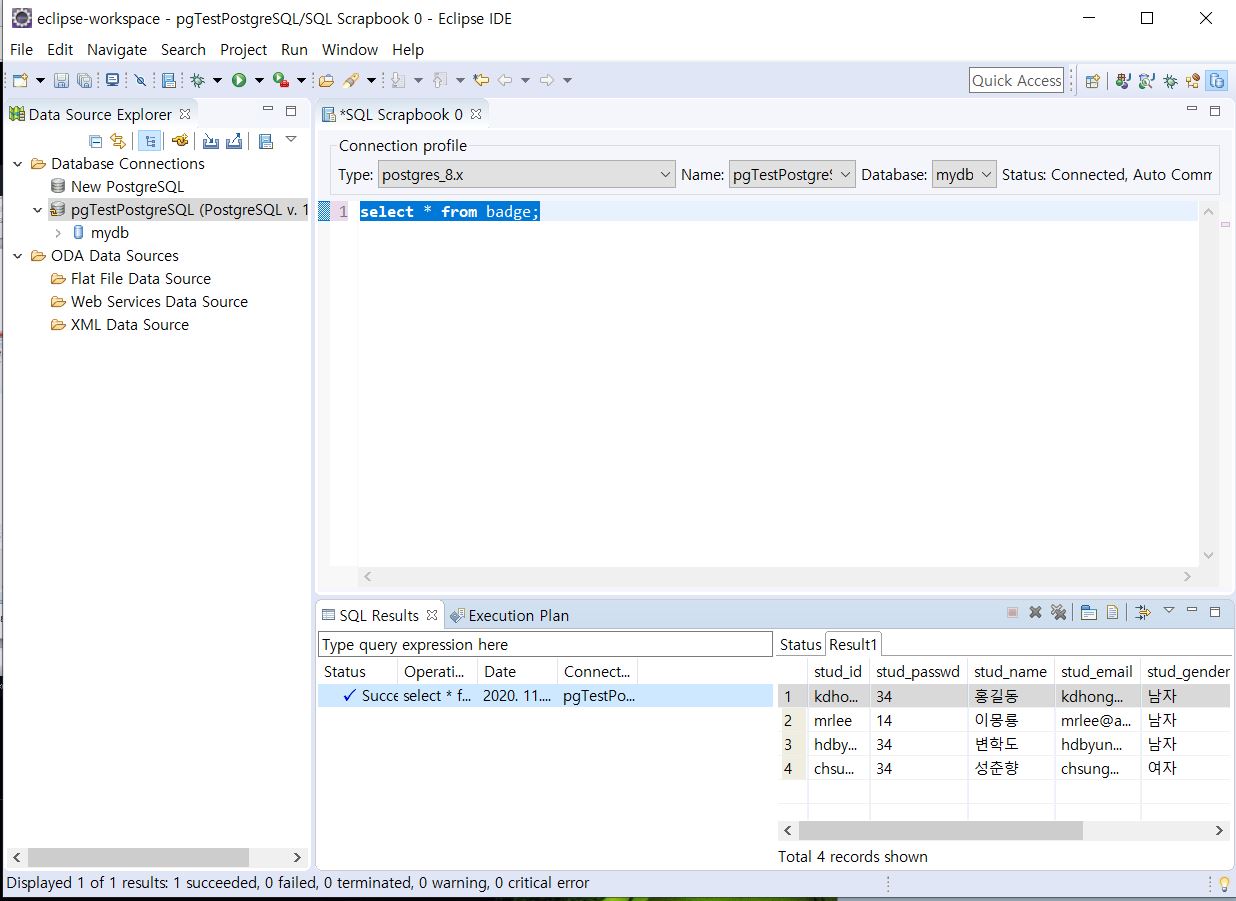 eclipse-workspace - pgTestPostgreSQL/SQL Scrapbook 0 - Eclipse IDE
File Edit Navigate Search Project Run Window Help
Quick Access
Data Source Explorer
Database Connections
New PostgreSQL
pgTestPostgreSQL (PostgreSQL v. 1
mydb
ODA Data Sources
Flat File Data Source
Web Services Data Source
XML Data Source
*SQL Scrapbook 0
Connection profile
Type: postgres_8.x Name: pgTestPostgreS Database: mydb Status: Connected, Auto Comm
1 select * from badge;
SQL Results Execution Plan
Type query expression here
Status Operati... Date Connect...
Succe select * f... 2020. 11.... pgTestPo...
Status Result1
stud_id stud_passwd stud_name stud_email stud_gender
1 kdho... 34 홍길동 kdhong... 남자
2 mrlee 14 이몽룡 mrlee@a... 남자
3 hdby... 34 변학도 hdbyun... 남자
4 chsu... 34 성춘향 chsung... 여자
Total 4 records shown
Displayed 1 of 1 results: 1 succeeded, 0 failed, 0 terminated, 0 warning, 0 critical error